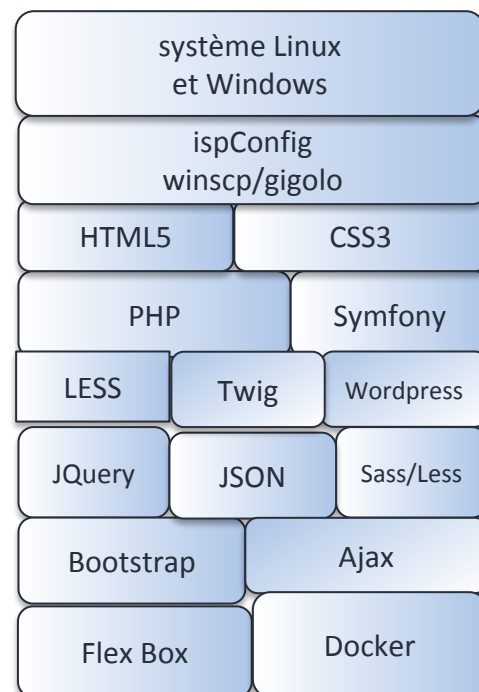 système Linux
et Windows
ispConfig
winscp/gigolo
HTML5
CSS3
PHP
Symfony
LESS
Twig
Wordpress
JQuery
JSON
Sass/Less
Bootstrap
Ajax
Flex Box
Docker